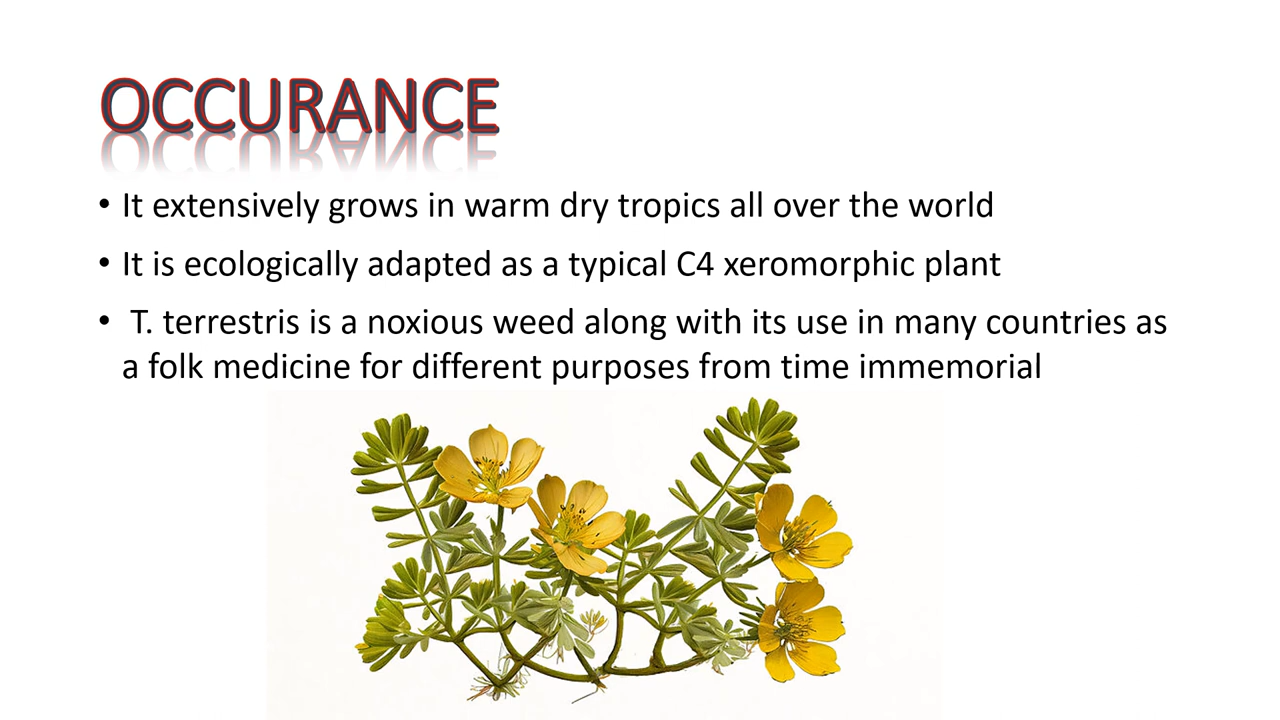 OCCURANCE
• It extensively grows in warm dry tropics all over the world
• It is ecologically adapted as a typical C4 xeromorphic plant
• T. terrestris is a noxious weed along with its use in many countries as
a folk medicine for different purposes from time immemorial